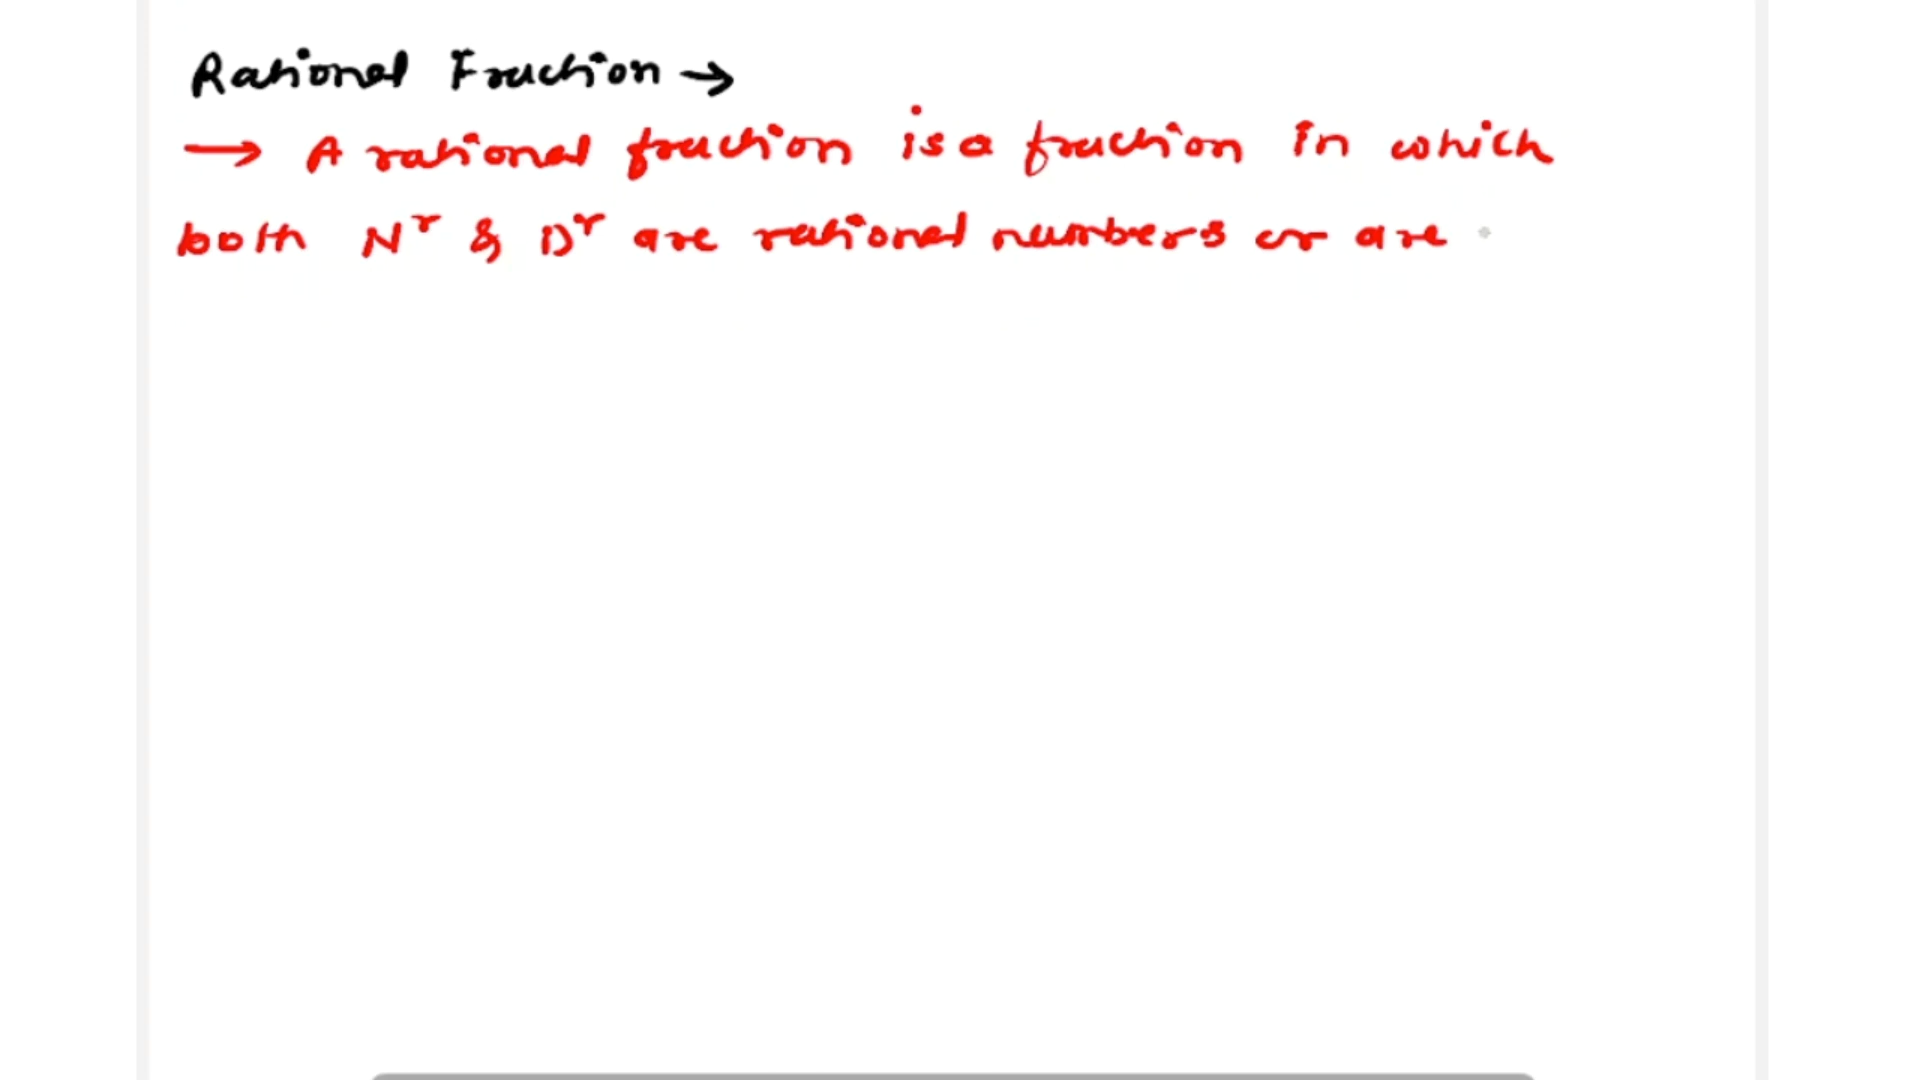 Rational Fraction →
→ A rational fraction is a fraction in which
both Nʳ & Dʳ are rational numbers or are